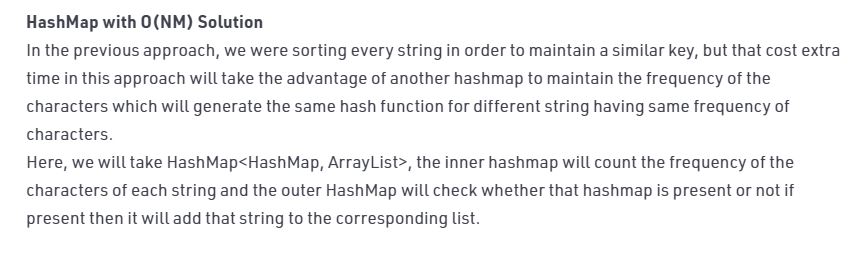 HashMap with O(NM) Solution
In the previous approach, we were sorting every string in order to maintain a similar key, but that cost extra
time in this approach will take the advantage of another hashmap to maintain the frequency of the
characters which will generate the same hash function for different string having same frequency of
characters.
Here, we will take HashMap<HashMap, ArrayList>, the inner hashmap will count the frequency of the
characters of each string and the outer HashMap will check whether that hashmap is present or not if
present then it will add that string to the corresponding list.